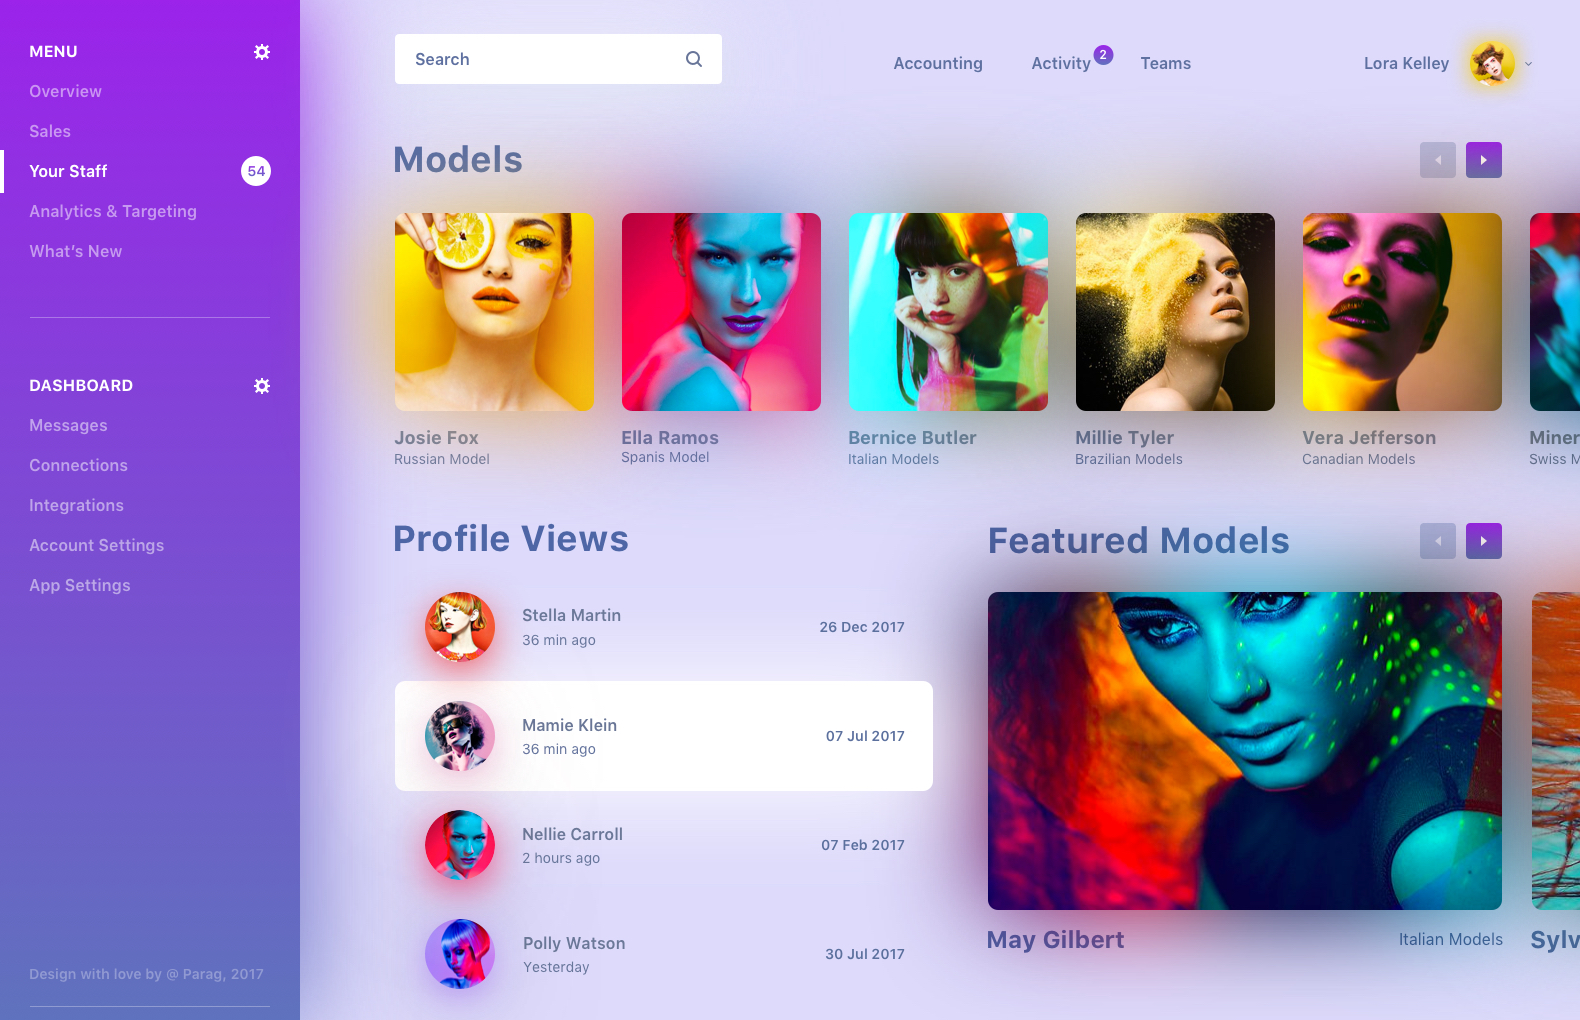 MENU
Overview
Sales
Your Staff 54
Analytics & Targeting
What's New
DASHBOARD
Messages
Connections
Integrations
Account Settings
App Settings
Design with love by @ Parag, 2017
Search
Accounting
Activity 2
Teams
Lora Kelley
Models
Josie Fox
Russian Model
Ella Ramos
Spanis Model
Bernice Butler
Italian Models
Millie Tyler
Brazilian Models
Vera Jefferson
Canadian Models
Miner
Swiss M
Profile Views
Stella Martin
36 min ago
26 Dec 2017
Mamie Klein
36 min ago
07 Jul 2017
Nellie Carroll
2 hours ago
07 Feb 2017
Polly Watson
Yesterday
30 Jul 2017
Featured Models
May Gilbert
Italian Models
Sylv